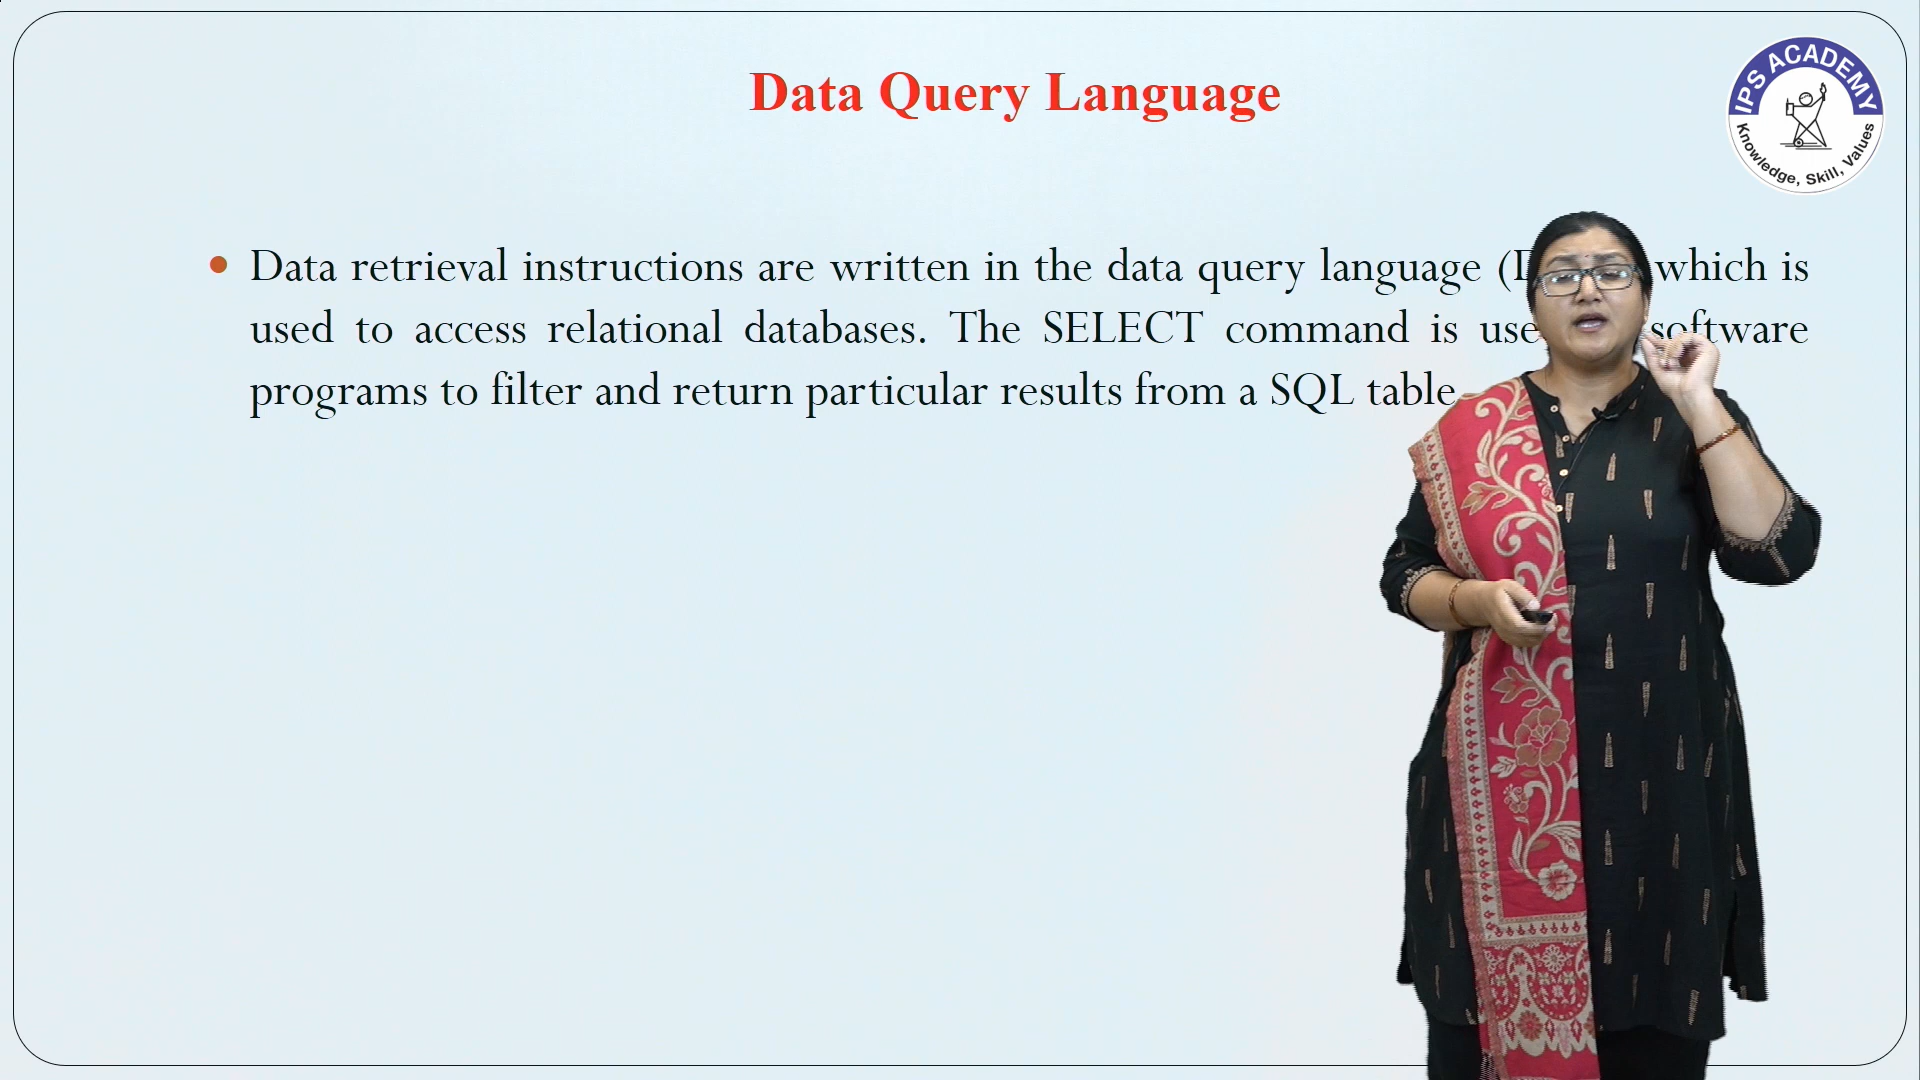 Data Query Language
IPS ACADEMY
Knowledge, Skill, Values
Data retrieval instructions are written in the data query language which is
used to access relational databases. The SELECT command is software
programs to filter and return particular results from a SQL table